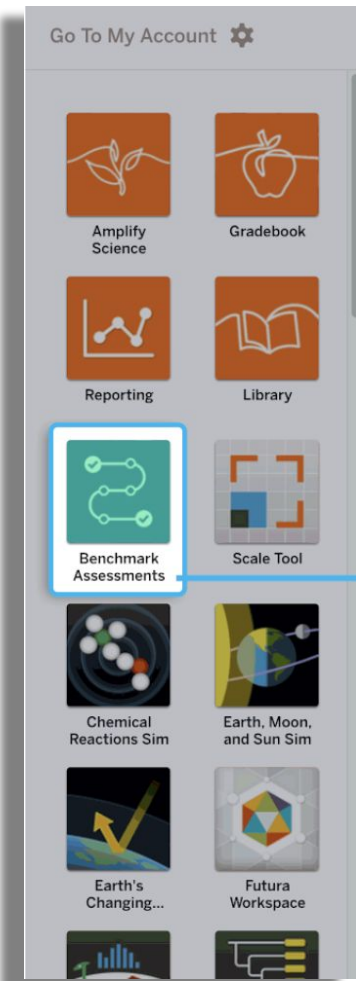 Go To My Account
Amplify
Science
Gradebook
Reporting
Library
Benchmark
Assessments
Scale Tool
Chemical
Reactions Sim
Earth, Moon,
and Sun Sim
Earth's
Changing...
Futura
Workspace